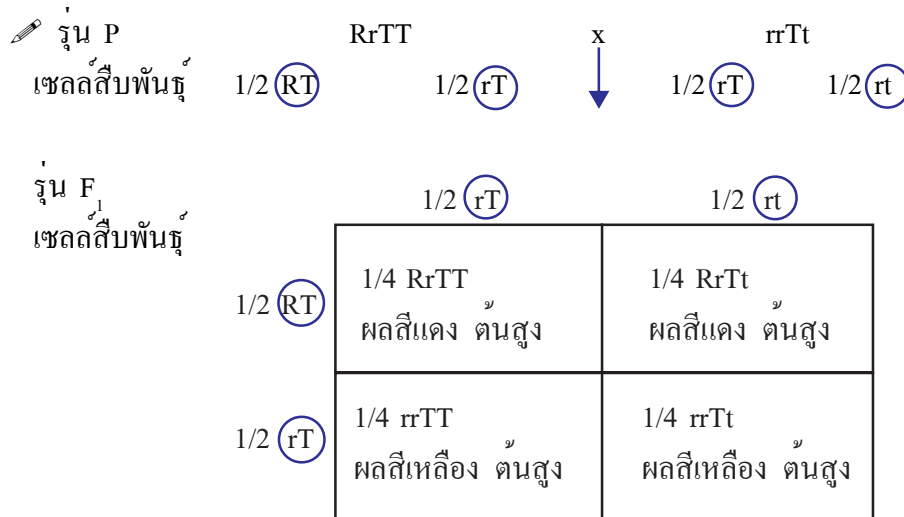 รุ่น P RrTT x rrTt
เซลล์สืบพันธุ์ 1/2 RT 1/2 rT 1/2 rT 1/2 rt
รุ่น F1
1/2 rT 1/2 rt
เซลล์สืบพันธุ์
1/4 RrTT 1/4 RrTt
1/2 RT
ผลสีแดง ต้นสูง ผลสีแดง ต้นสูง
1/4 rrTT 1/4 rrTt
1/2 rT
ผลสีเหลือง ต้นสูง ผลสีเหลือง ต้นสูง